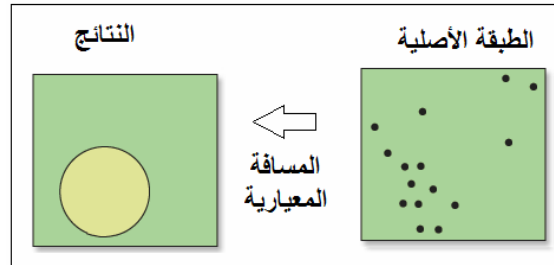 الطبقة الأصلية
النتائج
المسافة
المعيارية